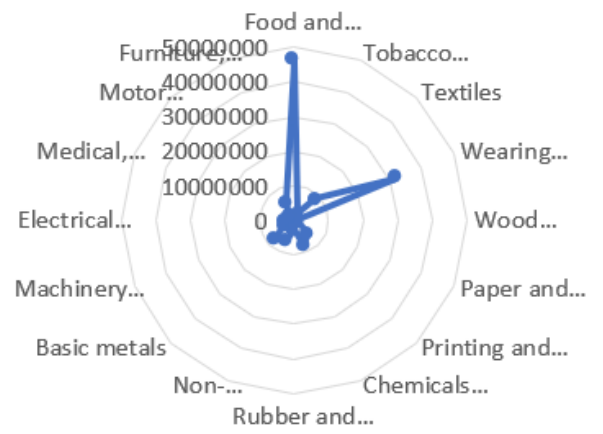 Food and...
Furniture;...
50000000
Tobacco...
40000000
Motor...
Textiles
30000000
Medical,...
20000000
Wearing...
10000000
Electrical...
0
Wood...
Machinery...
Paper and...
Basic metals
Printing and...
Non-...
Chemicals...
Rubber and...